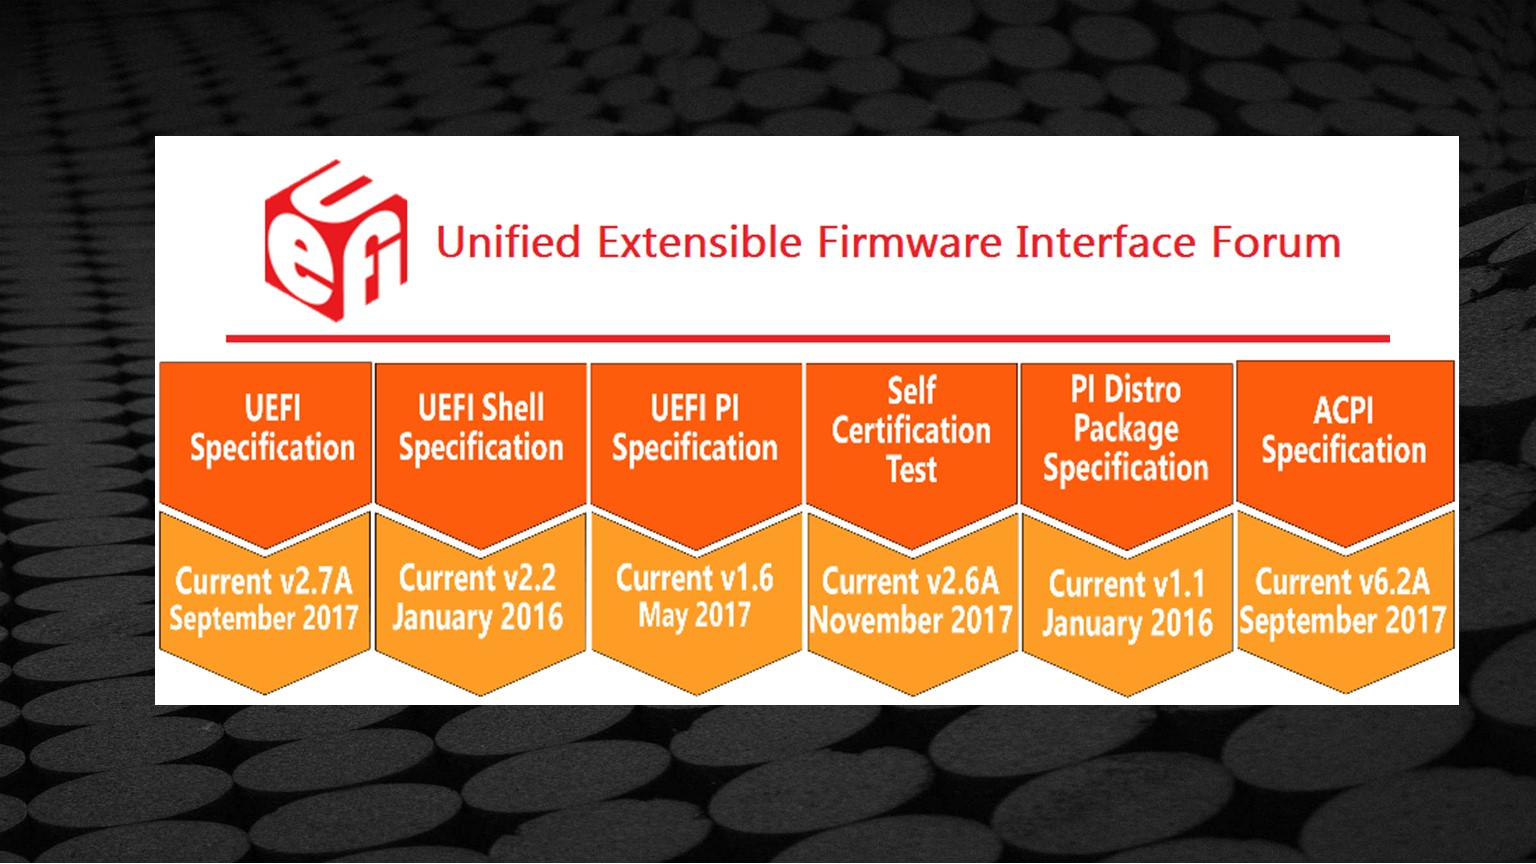 Uefi
Unified Extensible Firmware Interface Forum
UEFI
Specification
UEFI Shell
Specification
UEFI PI
Specification
Self
Certification
Test
PI Distro
Package
Specification
ACPI
Specification
Current v2.7A
September 2017
Current v2.2
January 2016
Current v1.6
May 2017
Current v2.6A
November 2017
Current v1.1
January 2016
Current v6.2A
September 2017